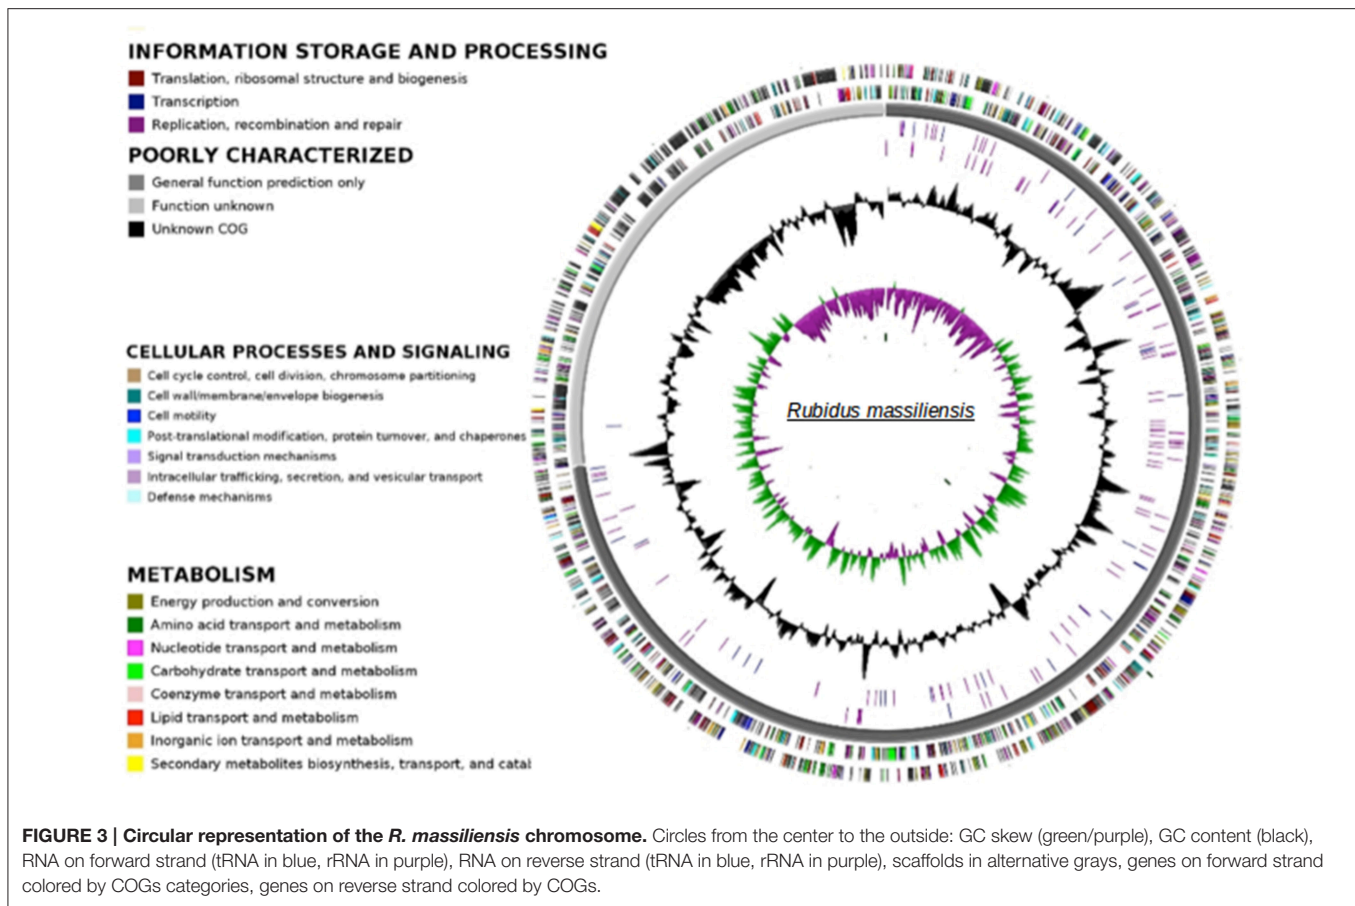 INFORMATION STORAGE AND PROCESSING
Translation, ribosomal structure and biogenesis
Transcription
Replication, recombination and repair
POORLY CHARACTERIZED
General function prediction only
Function unknown
Unknown COG
CELLULAR PROCESSES AND SIGNALING
Cell cycle control, cell division, chromosome partitioning
Cell wall/membrane/envelope biogenesis
Cell motility
Post-translational modification, protein turnover, and chaperones
Signal transduction mechanisms
Intracellular trafficking, secretion, and vesicular transport
Defense mechanisms
METABOLISM
Energy production and conversion
Amino acid transport and metabolism
Nucleotide transport and metabolism
Carbohydrate transport and metabolism
Coenzyme transport and metabolism
Lipid transport and metabolism
Inorganic ion transport and metabolism
Secondary metabolites biosynthesis, transport, and catal
Rubidus massiliensis
FIGURE 3 | Circular representation of the R. massiliensis chromosome. Circles from the center to the outside: GC skew (green/purple), GC content (black),
RNA on forward strand (tRNA in blue, rRNA in purple), RNA on reverse strand (tRNA in blue, rRNA in purple), scaffolds in alternative grays, genes on forward strand
colored by COGs categories, genes on reverse strand colored by COGs.